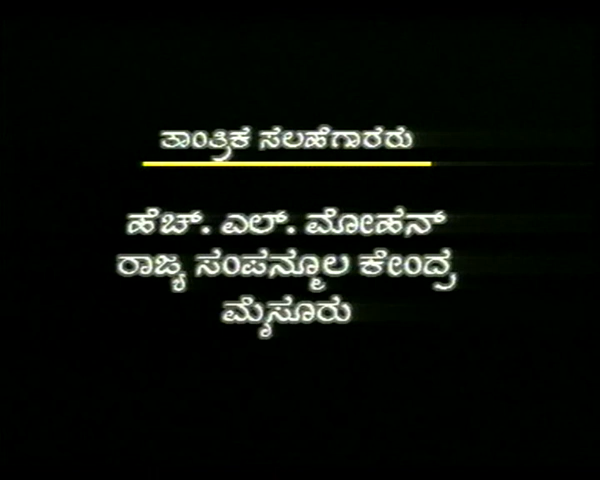 ತಾಂತ್ರಿಕ ಸಲಹೆಗಾರರು
ಹೆಚ್. ಎಲ್. ಮೋಹನ್
ರಾಜ್ಯ ಸಂಪನ್ಮೂಲ ಕೇಂದ್ರ
ಮೈಸೂರು